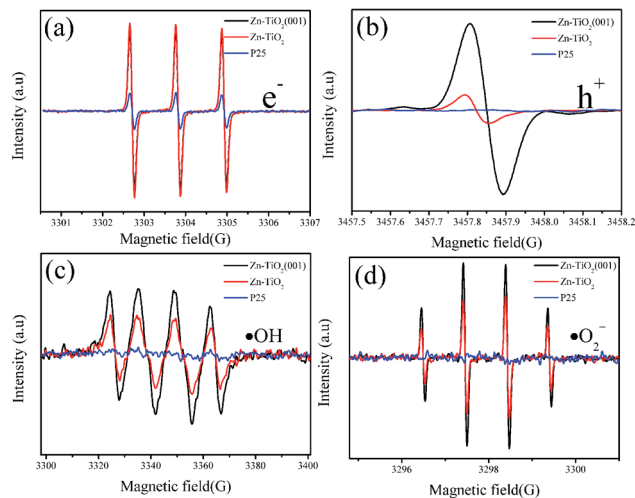 (a)
Zn-TiO2(001)
Zn-TiO2
P25
e-
Intensity (a.u)
3301 3302 3303 3304 3305 3306 3307
Magnetic field(G)
(b)
Zn-TiO2(001)
Zn-TiO2
P25
h+
Intensity (a.u)
3457.5 3457.6 3457.7 3457.8 3457.9 3458.0 3458.1 3458.2
Magnetic field(G)
(c)
Zn-TiO2(001)
Zn-TiO2
P25
●OH
Intensity (a.u)
3300 3320 3340 3360 3380 3400
Magnetic field(G)
(d)
Zn-TiO2(001)
Zn-TiO2
P25
●O2-
Intensity (a.u)
3296 3298 3300
Magnetic field(G)